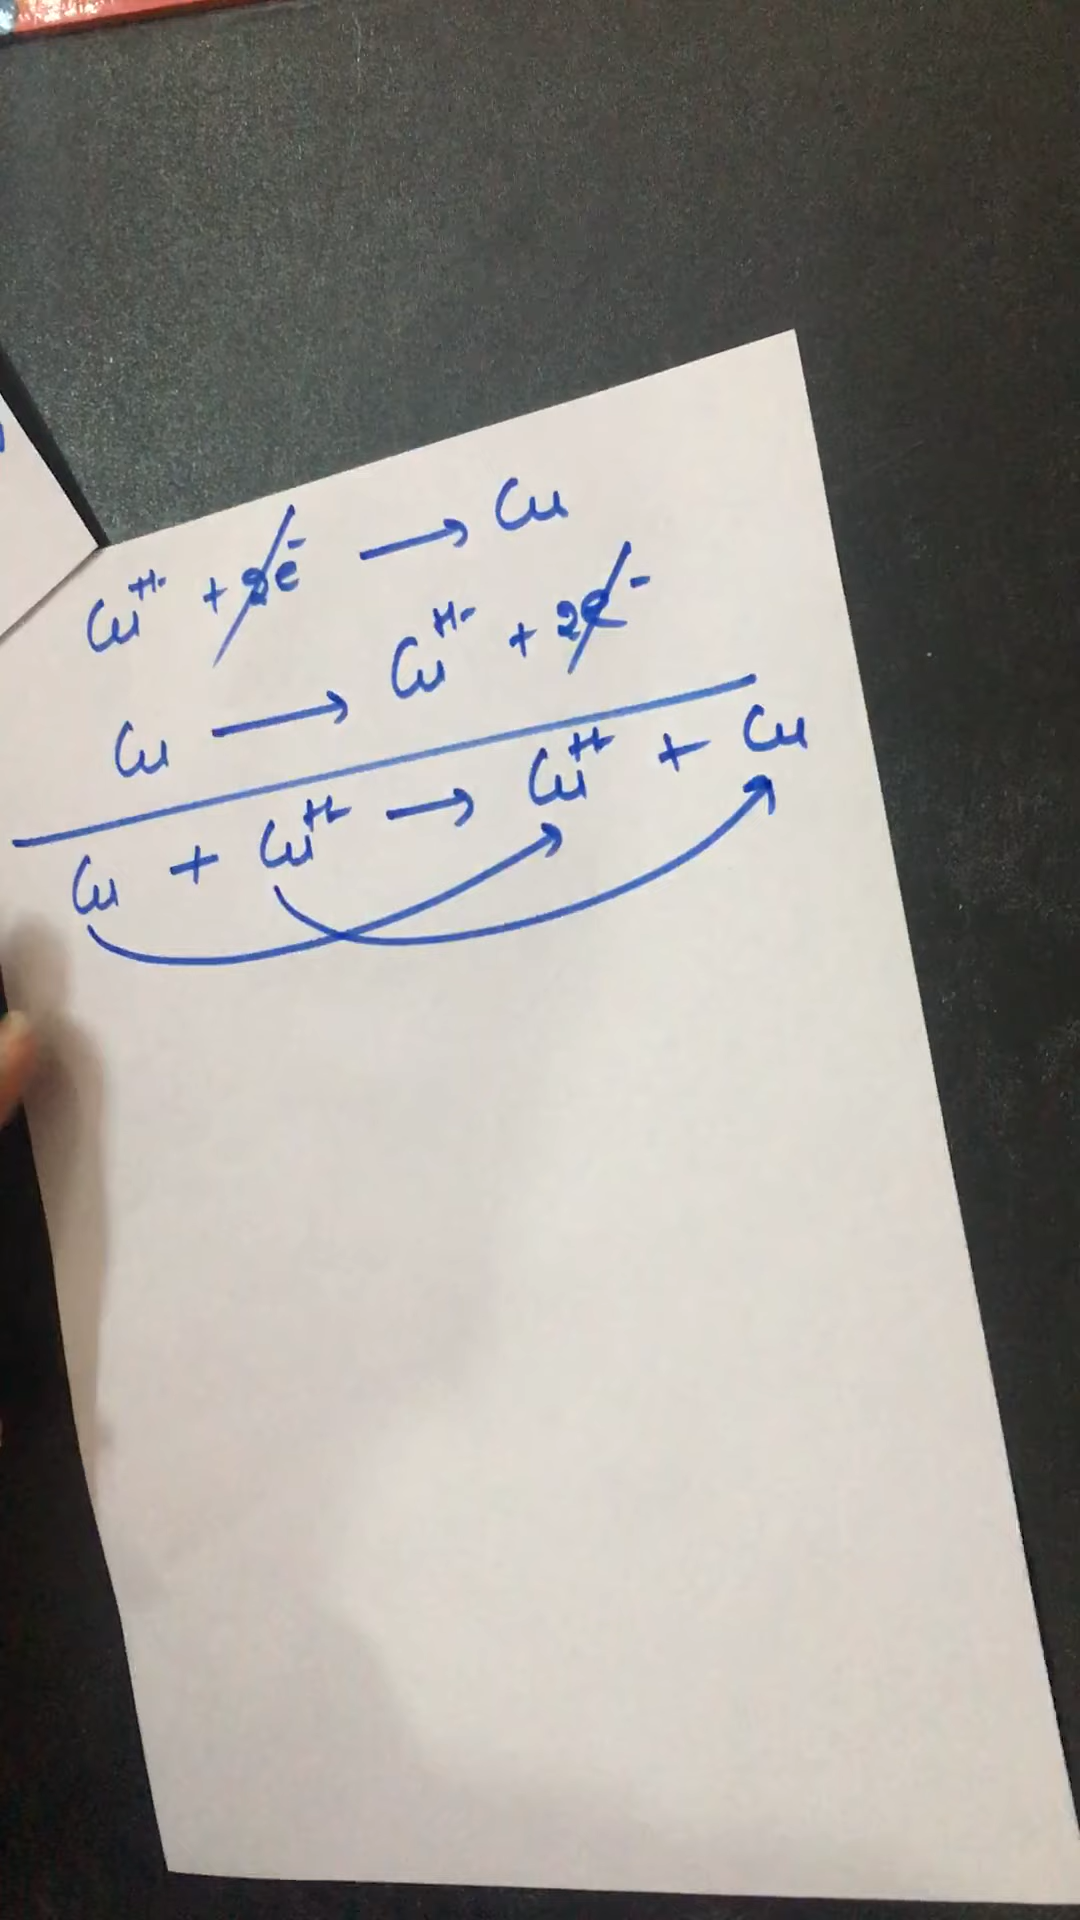 Cu⁺⁺ + 2e⁻ → Cu
Cu → Cu⁺⁺ + 2e⁻
Cu + Cu⁺⁺ → Cu⁺⁺ + Cu